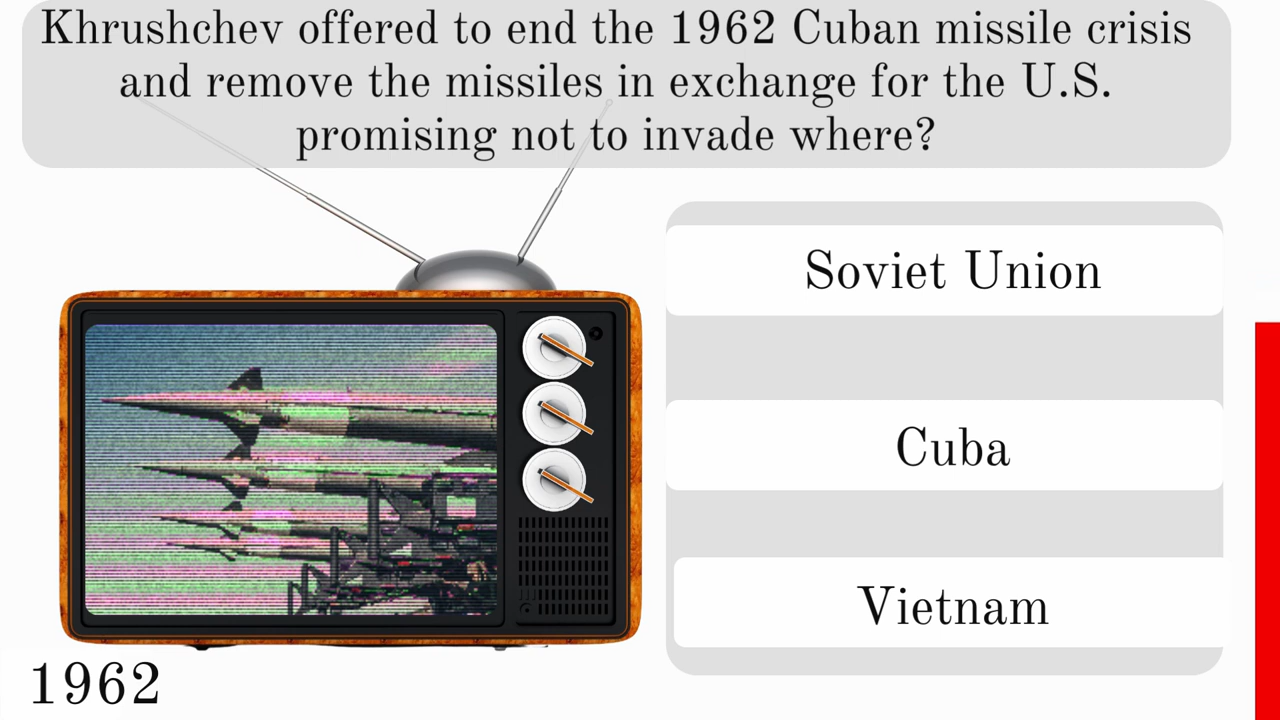 Khrushchev offered to end the 1962 Cuban missile crisis
and remove the missiles in exchange for the U.S.
promising not to invade where?
Soviet Union
Cuba
Vietnam
1962